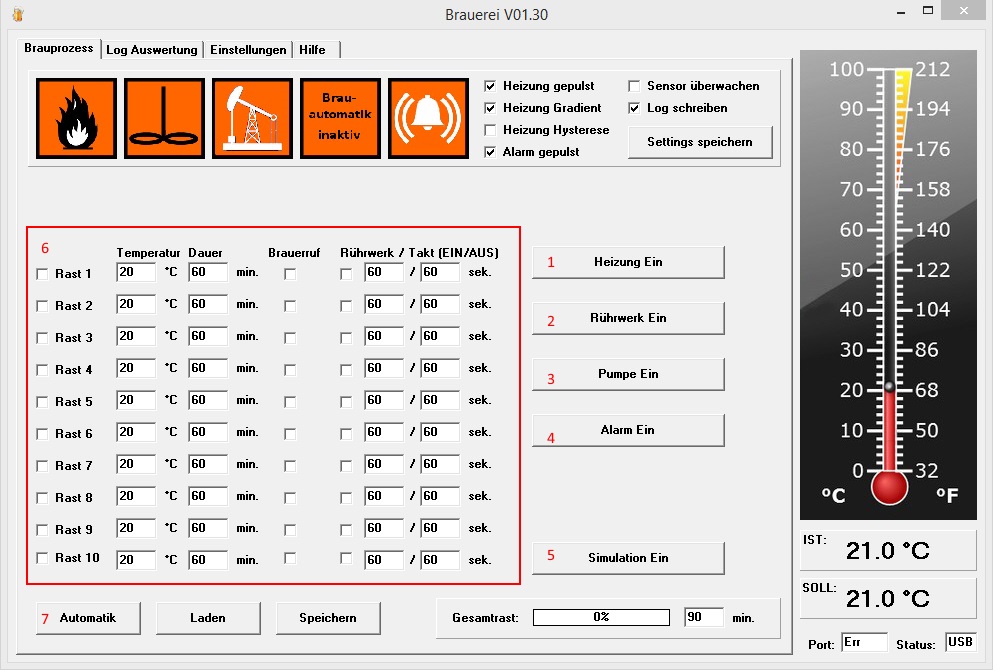 Brauerei V01.30
Brauprozess Log Auswertung Einstellungen Hilfe
Brau-
automatik
inaktiv
Heizung gepulst
Heizung Gradient
Heizung Hysterese
Alarm gepulst
Sensor überwachen
Log schreiben
Settings speichern
6
Temperatur Dauer Brauerruf Rührwerk / Takt (EIN/AUS)
Rast 1 20 °C 60 min. 60 / 60 sek.
Rast 2 20 °C 60 min. 60 / 60 sek.
Rast 3 20 °C 60 min. 60 / 60 sek.
Rast 4 20 °C 60 min. 60 / 60 sek.
Rast 5 20 °C 60 min. 60 / 60 sek.
Rast 6 20 °C 60 min. 60 / 60 sek.
Rast 7 20 °C 60 min. 60 / 60 sek.
Rast 8 20 °C 60 min. 60 / 60 sek.
Rast 9 20 °C 60 min. 60 / 60 sek.
Rast 10 20 °C 60 min. 60 / 60 sek.
1 Heizung Ein
2 Rührwerk Ein
3 Pumpe Ein
4 Alarm Ein
5 Simulation Ein
7 Automatik
Laden
Speichern
Gesamtrast: 0% 90 min.
100 212
90 194
80 176
70 158
60 140
50 122
40 104
30 86
20 68
10 50
0 32
°C °F
IST: 21.0 °C
SOLL: 21.0 °C
Port: Err Status: USB